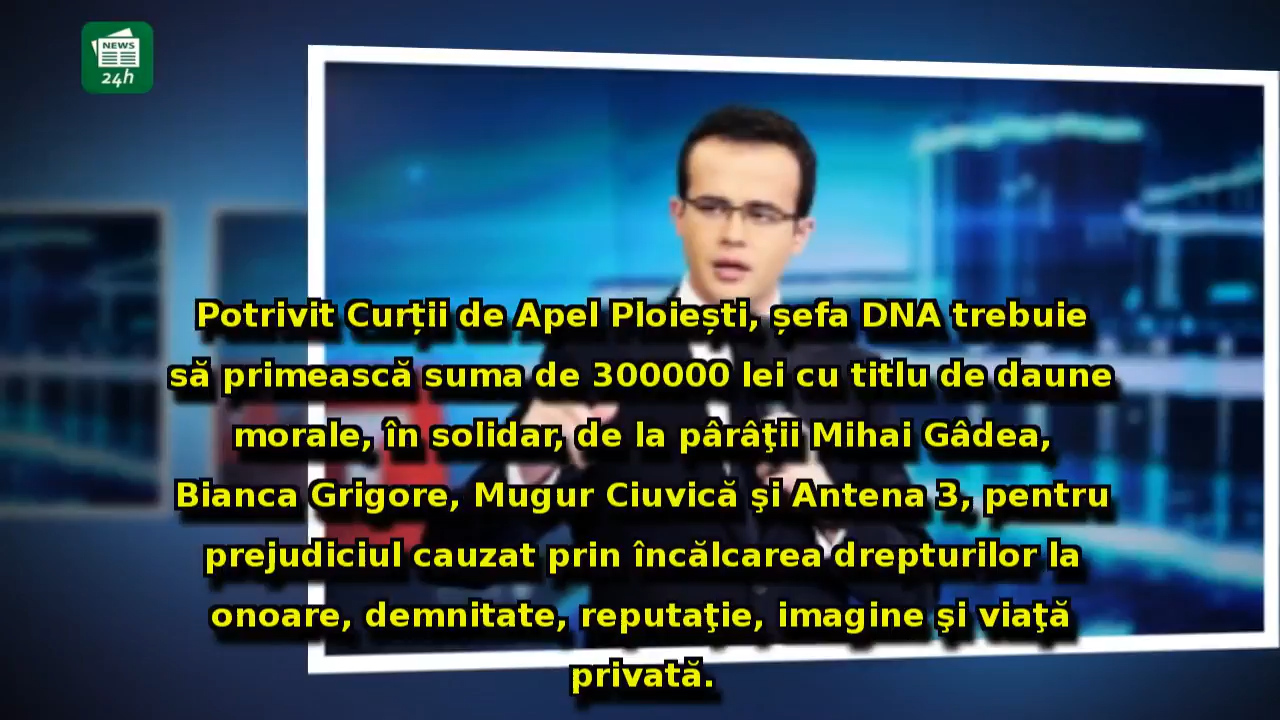 NEWS
24h
Potrivit Curții de Apel Ploiești, șefa DNA trebuie
să primească suma de 300000 lei cu titlu de daune
morale, în solidar, de la pârâţii Mihai Gâdea,
Bianca Grigore, Mugur Ciuvică şi Antena 3, pentru
prejudiciul cauzat prin încălcarea drepturilor la
onoare, demnitate, reputaţie, imagine şi viaţă
privată.